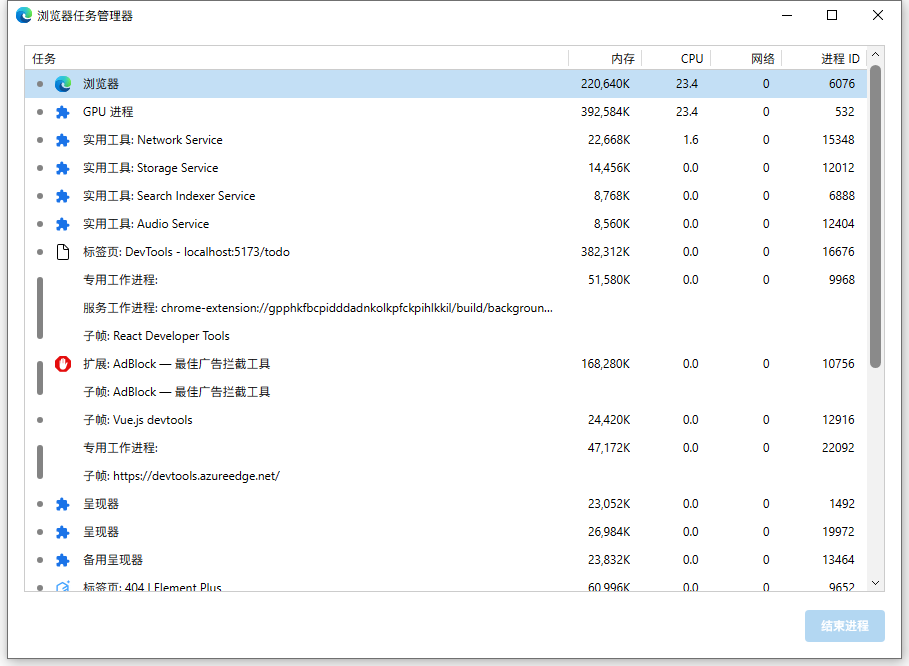 浏览器任务管理器
任务 内存 CPU 网络 进程 ID
浏览器 220,640K 23.4 0 6076
GPU 进程 392,584K 23.4 0 532
实用工具: Network Service 22,668K 1.6 0 15348
实用工具: Storage Service 14,456K 0.0 0 12012
实用工具: Search Indexer Service 8,768K 0.0 0 6888
实用工具: Audio Service 8,560K 0.0 0 12404
标签页: DevTools - localhost:5173/todo 382,312K 0.0 0 16676
专用工作进程: 51,580K 0.0 0 9968
服务工作进程: chrome-extension://gpphkfbcpidddadnkolkpfckpihlkkil/build/backgroun...
子帧: React Developer Tools
扩展: AdBlock — 最佳广告拦截工具 168,280K 0.0 0 10756
子帧: AdBlock — 最佳广告拦截工具
子帧: Vue.js devtools 24,420K 0.0 0 12916
专用工作进程: 47,172K 0.0 0 22092
子帧: https://devtools.azureedge.net/
呈现器 23,052K 0.0 0 1492
呈现器 26,984K 0.0 0 19972
备用呈现器 23,832K 0.0 0 13464
标签页: 404 | Element Plus 60,996K 0.0 0 9652
结束进程